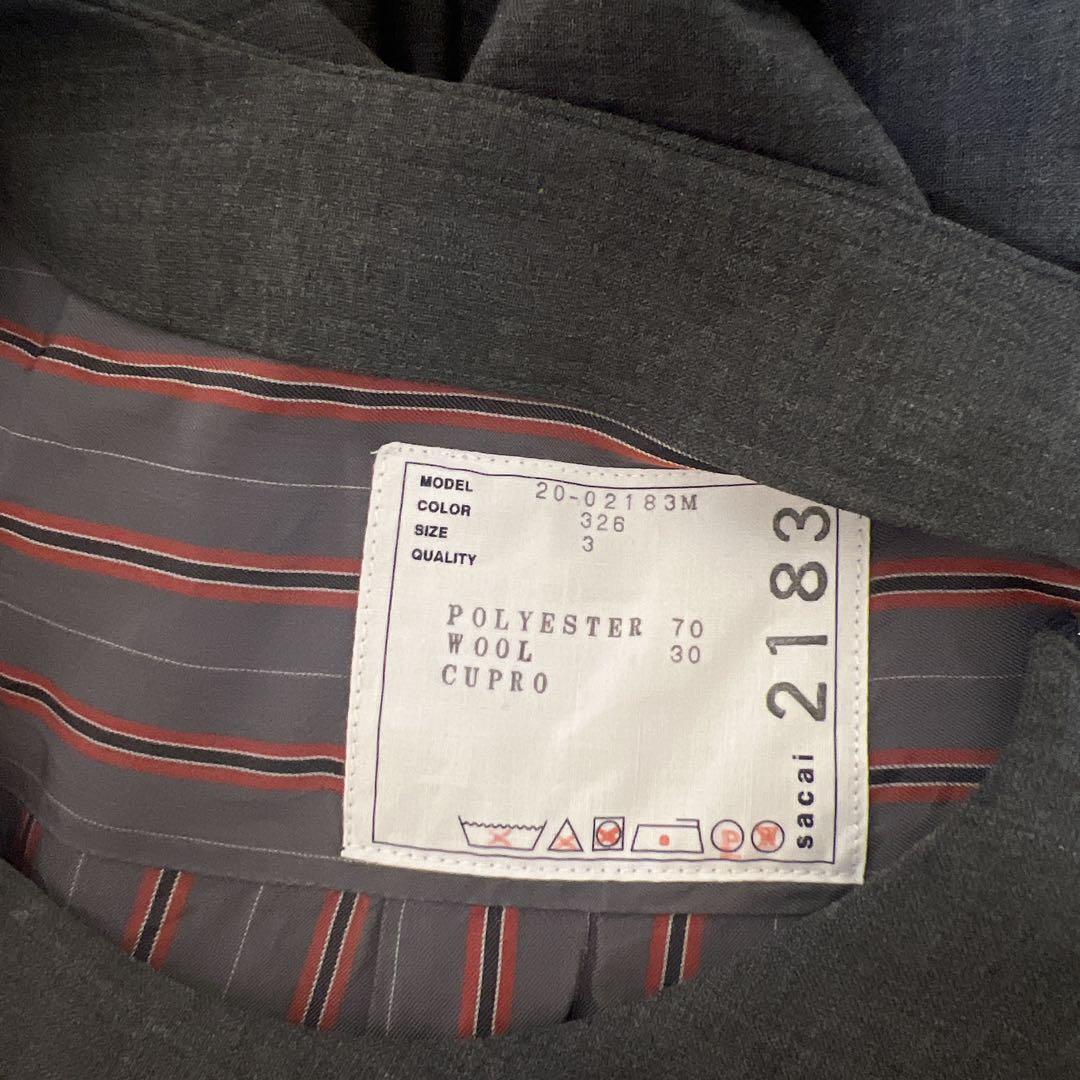 MODEL 20-02183M
COLOR 326
SIZE 3
QUALITY
POLYESTER 70
WOOL 30
CUPRO
P
sacai 2183